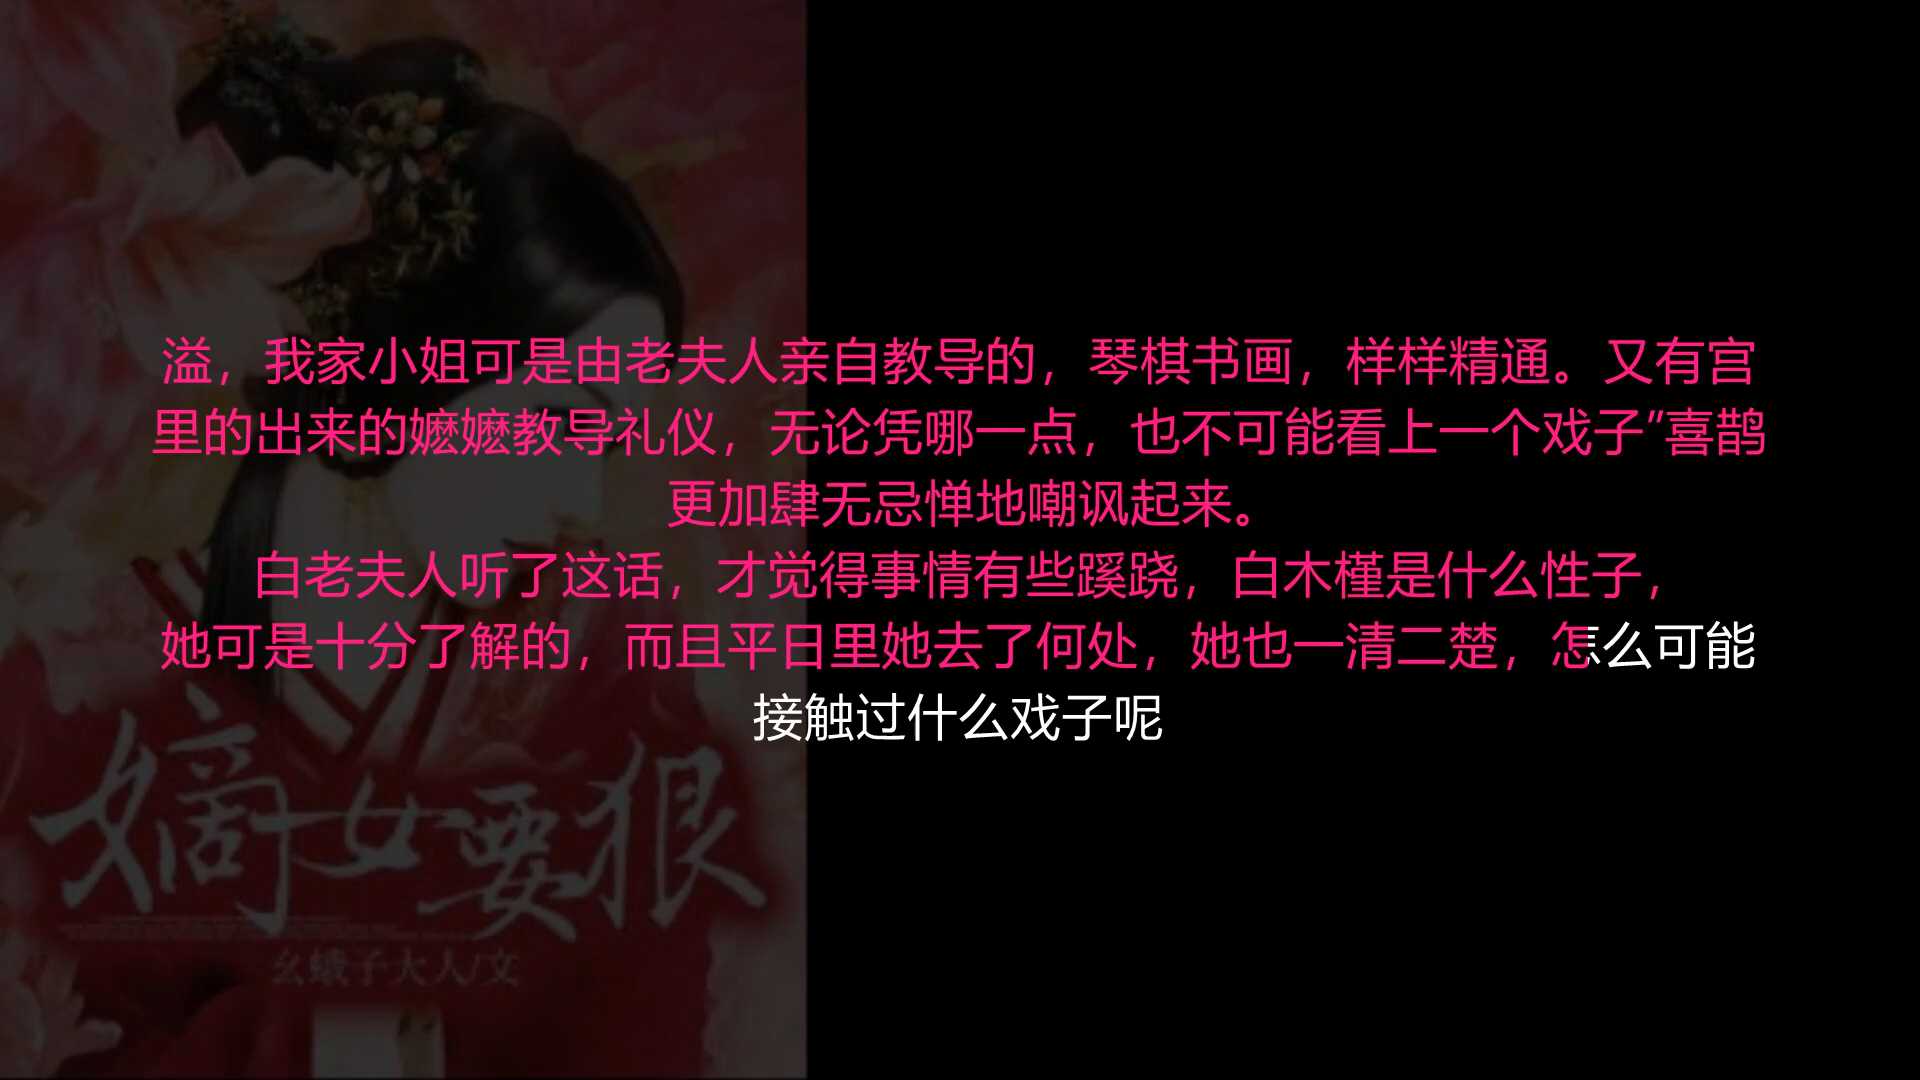 溢，我家小姐可是由老夫人亲自教导的，琴棋书画，样样精通。又有宫
里的出来的嬷嬷教导礼仪，无论凭哪一点，也不可能看上一个戏子”喜鹊
更加肆无忌惮地嘲讽起来。
白老夫人听了这话，才觉得事情有些蹊跷，白木槿是什么性子，
她可是十分了解的，而且平日里她去了何处，她也一清二楚，怎么可能
接触过什么戏子呢
嫡女要狠
幺蛾子大人/文